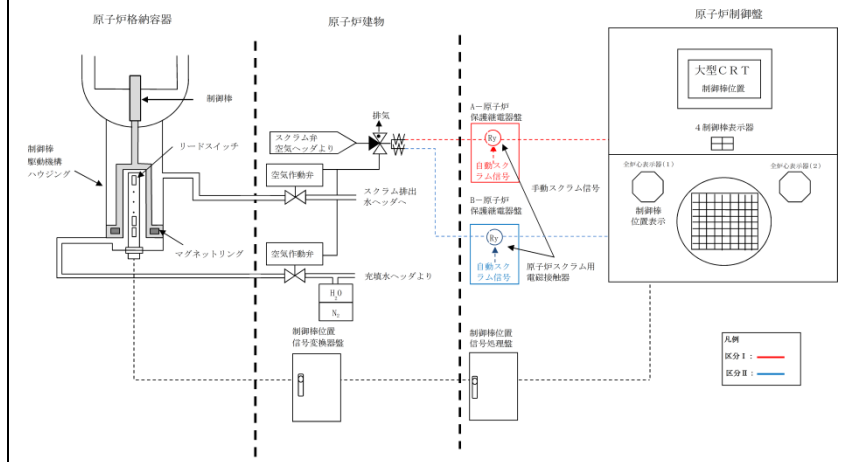 原子炉格納容器
原子炉建物
原子炉制御盤
制御棒
リードスイッチ
制御棒
駆動機構
ハウジング
マグネットリング
排気
スクラム弁
空気ヘッダより
空気作動弁
スクラム排出
水ヘッダへ
空気作動弁
充填水ヘッダより
H₂O
N₂
制御棒位置
信号変換器盤
A－原子炉
保護継電器盤
Ry
自動スク
ラム信号
手動スクラム信号
B－原子炉
保護継電器盤
Ry
自動スク
ラム信号
原子炉スクラム用
電磁接触器
制御棒位置
信号処理盤
大型ＣＲＴ
制御棒位置
４制御棒表示器
全炉心表示器(1)
全炉心表示器(2)
制御棒
位置表示
凡例
区分Ⅰ：
区分Ⅱ：